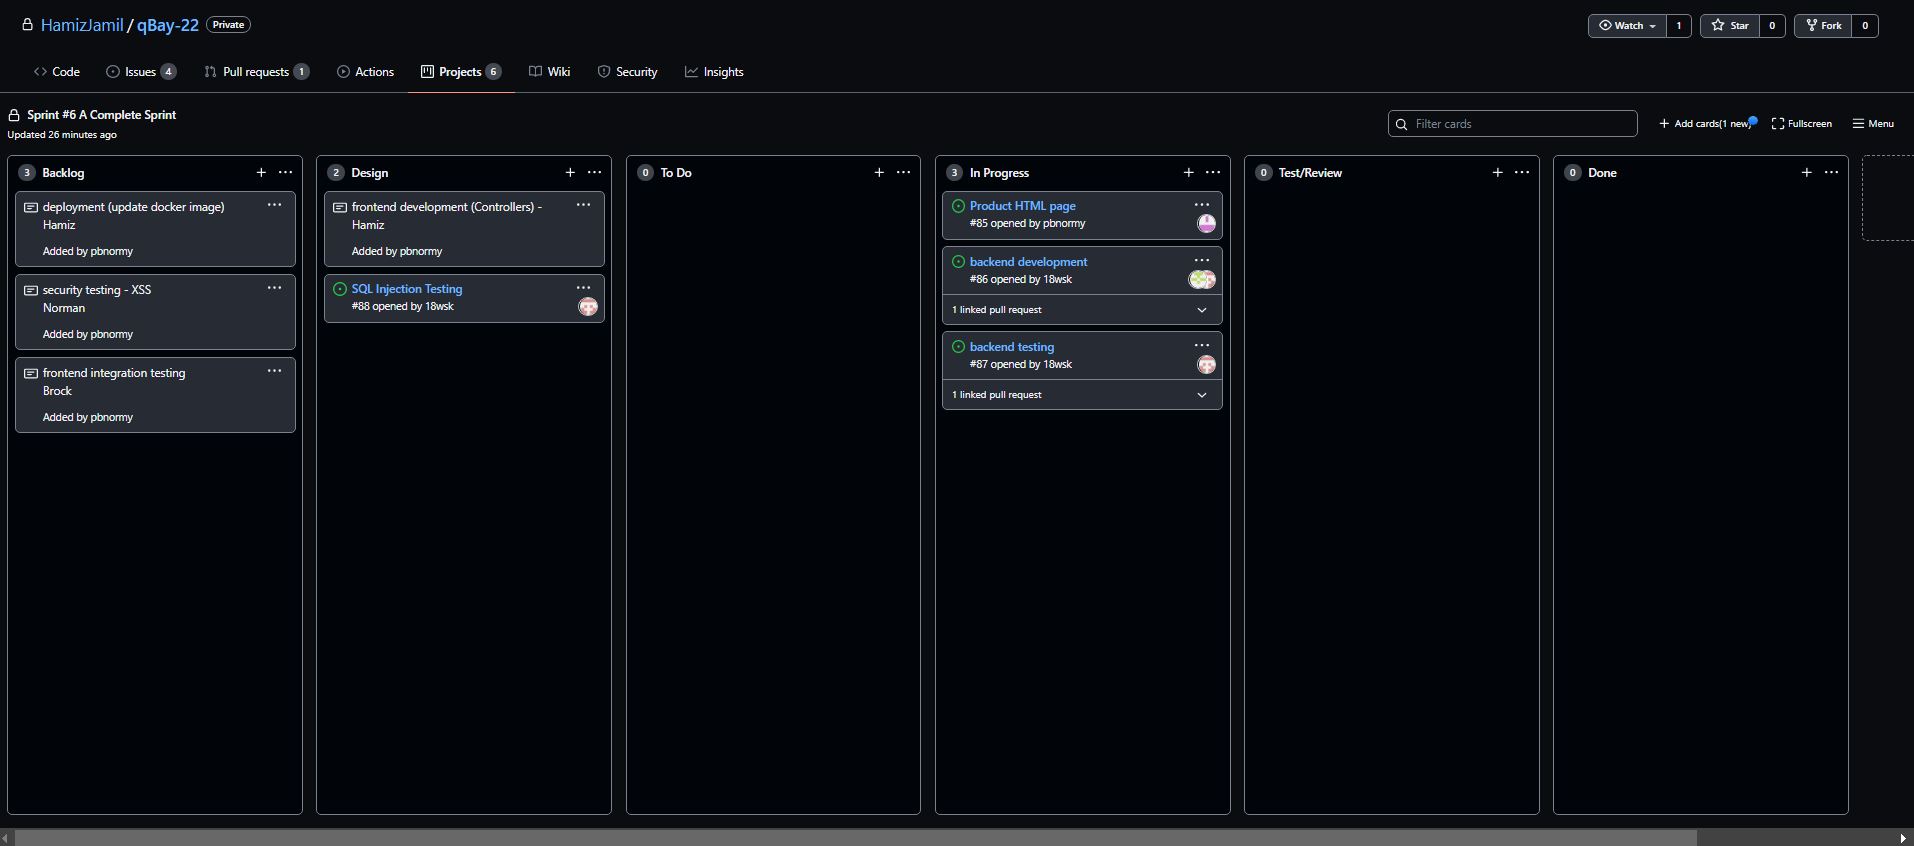 HamizJamil / qBay-22 Private
Watch 1 Star 0 Fork 0
Code Issues 4 Pull requests 1 Actions Projects 6 Wiki Security Insights
Sprint #6 A Complete Sprint
Updated 26 minutes ago
Filter cards
Add cards(1 new) Fullscreen Menu
3 Backlog
deployment (update docker image)
Hamiz
Added by pbnormy
security testing - XSS
Norman
Added by pbnormy
frontend integration testing
Brock
Added by pbnormy
2 Design
frontend development (Controllers) -
Hamiz
Added by pbnormy
SQL Injection Testing
#88 opened by 18wsk
0 To Do
3 In Progress
Product HTML page
#85 opened by pbnormy
backend development
#86 opened by 18wsk
1 linked pull request
backend testing
#87 opened by 18wsk
1 linked pull request
0 Test/Review
0 Done